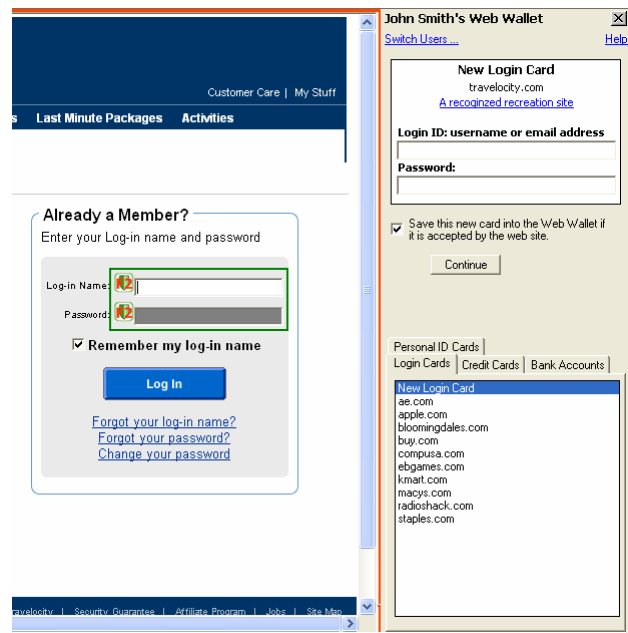 Customer Care | My Stuff
s Last Minute Packages Activities
Already a Member?
Enter your Log-in name and password
Log-in Name:
Password:
Remember my log-in name
Log In
Forgot your log-in name?
Forgot your password?
Change your password
ravelocity | Security Guarantee | Affiliate Program | Jobs | Site Map
John Smith's Web Wallet
Switch Users ... Help
New Login Card
travelocity.com
A recoginzed recreation site
Login ID: username or email address
Password:
Save this new card into the Web Wallet if
it is accepted by the web site.
Continue
Personal ID Cards
Login Cards Credit Cards Bank Accounts
New Login Card
ae.com
apple.com
bloomingdales.com
buy.com
compusa.com
ebgames.com
kmart.com
macys.com
radioshack.com
staples.com